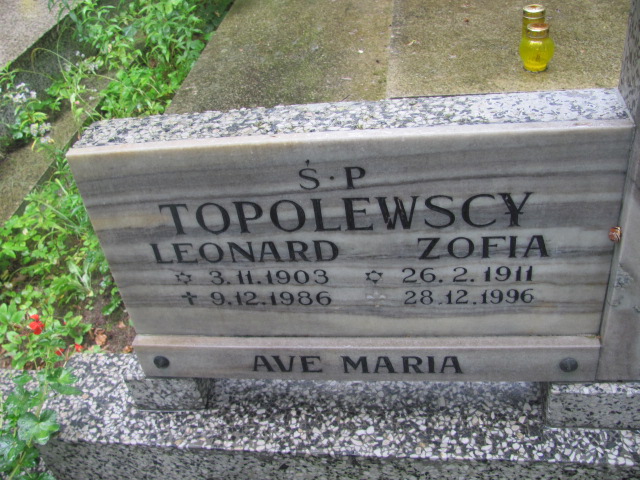 Ś.P
TOPOLEWSCY
LEONARD ZOFIA
✡ 3.11.1903 ✡ 26.2.1911
✝ 9.12.1986 ✝ 28.12.1996
AVE MARIA